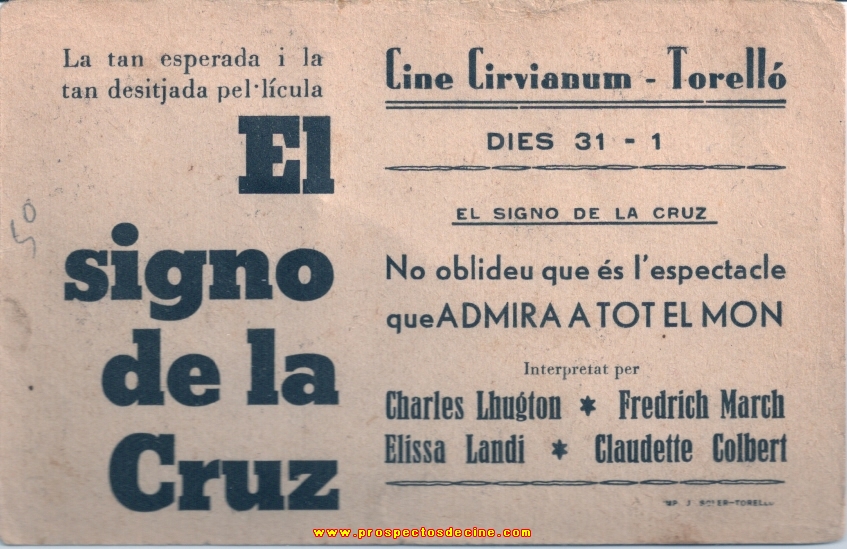 La tan esperada i la
tan desitjada pel·lícula
El
signo
de la
Cruz
50
Cine Cirvianum - Torelló
DIES 31 - 1
EL SIGNO DE LA CRUZ
No oblideu que és l'espectacle
que ADMIRA A TOT EL MON
Interpretat per
Charles Lhugton * Fredrich March
Elissa Landi * Claudette Colbert
J TORELLÓ
www.prospectosdecine.com